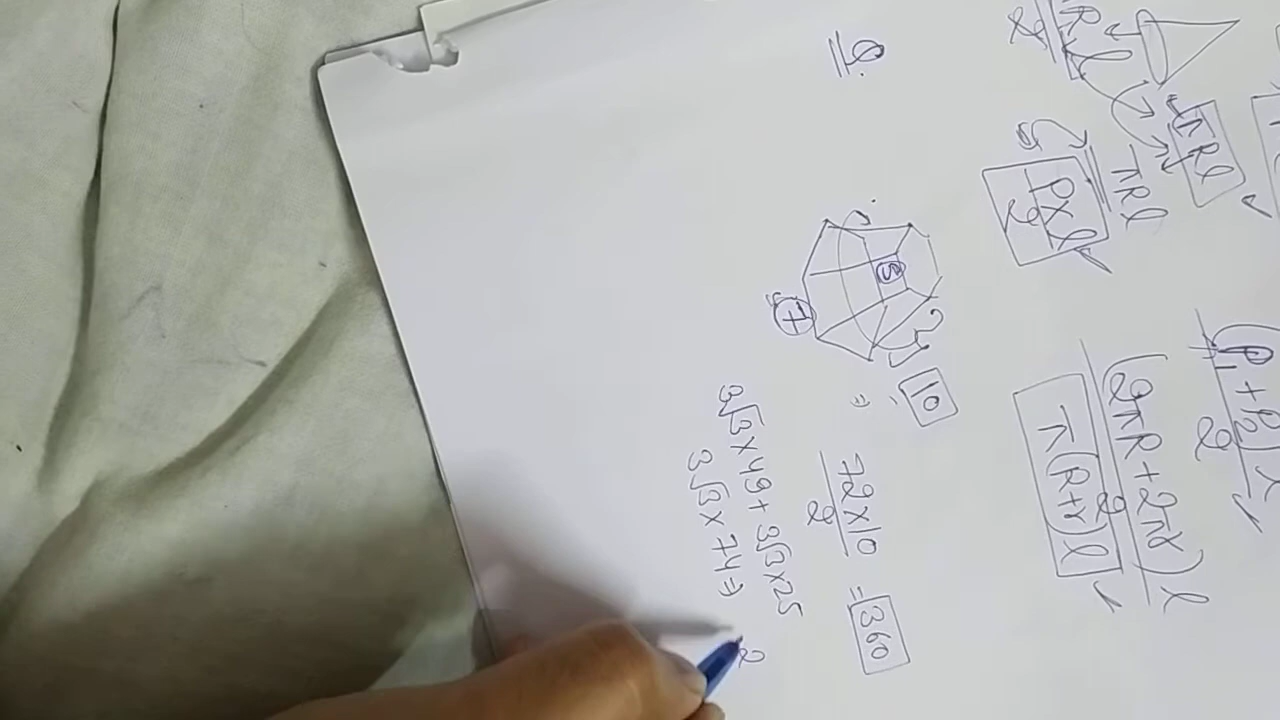 πRl
πRl
P×l
2
(P1 + P2) ×
2
(2πR + 2πr) l
2
π(R+r) l
Q.
5
7
10
⇒ 72×10 = 360
2
3√3 × 49 + 3√3 × 25
3√3 × 74 ⇒ 2